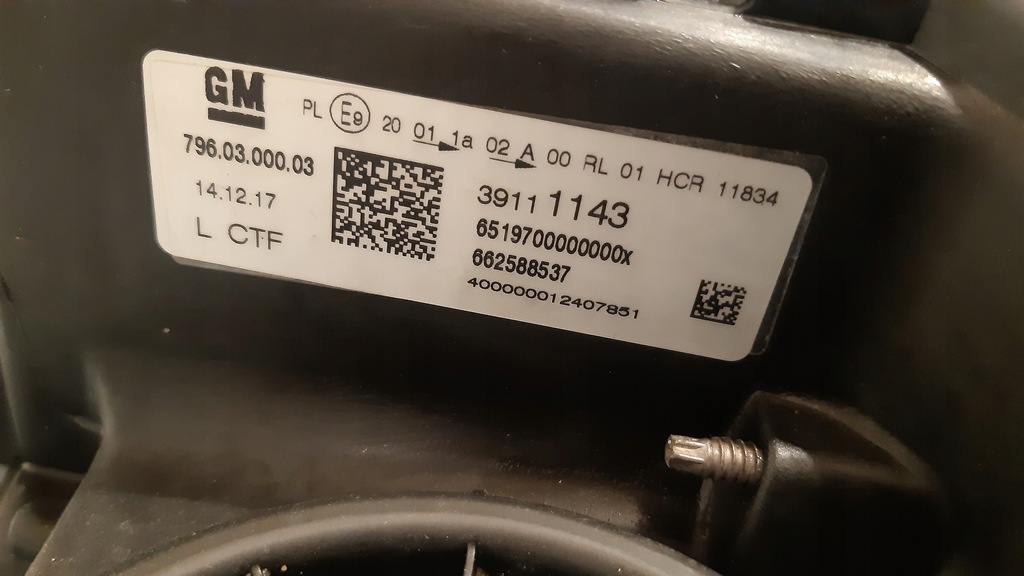 GM
PL E9 20 01 1a 02 A 00 RL 01 HCR 11834
796.03.000.03
14.12.17
L CTF
39111143
6519700000000x
662588537
400000012407851